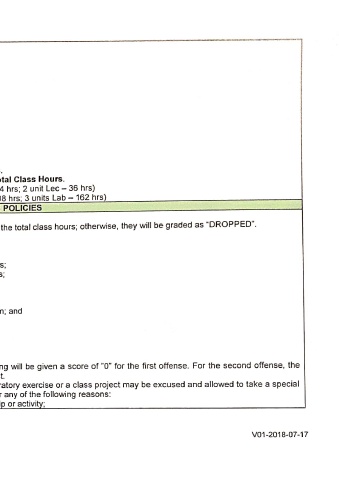 .
otal Class Hours.
4 hrs; 2 unit Lec – 36 hrs)
08 hrs; 3 units Lab – 162 hrs)
POLICIES
the total class hours; otherwise, they will be graded as "DROPPED".
s;
s;
n; and
ng will be given a score of "0" for the first offense. For the second offense, the
t.
ratory exercise or a class project may be excused and allowed to take a special
r any of the following reasons:
p or activity;
V01-2018-07-17